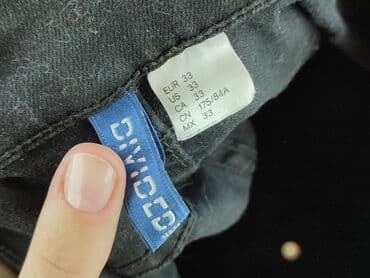 EUR 33
US 33
CA 33
CN 175/84A
MX 33
DIVIDED